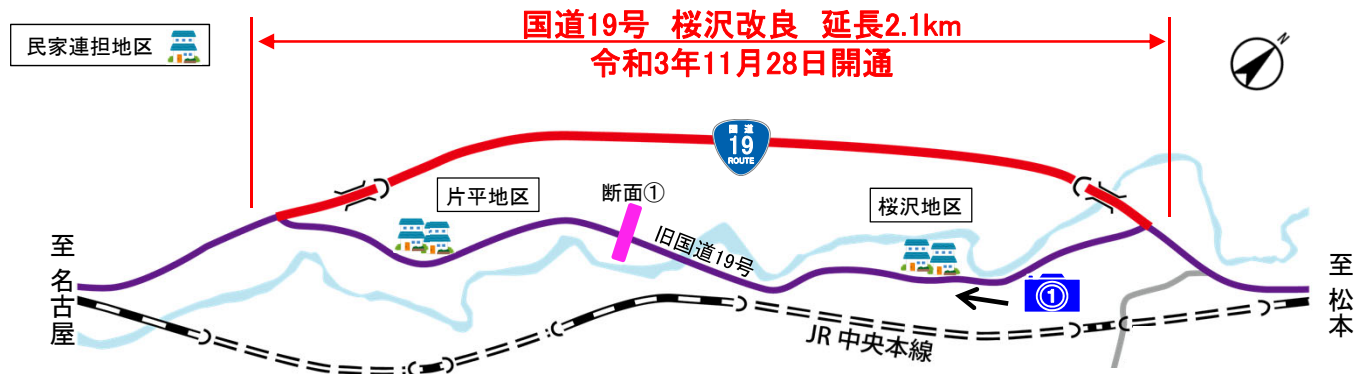 民家連担地区
国道19号 桜沢改良 延長2.1km
令和3年11月28日開通
N
国道
19
ROUTE
片平地区
断面①
桜沢地区
旧国道19号
至名古屋
至松本
①
JR中央本線